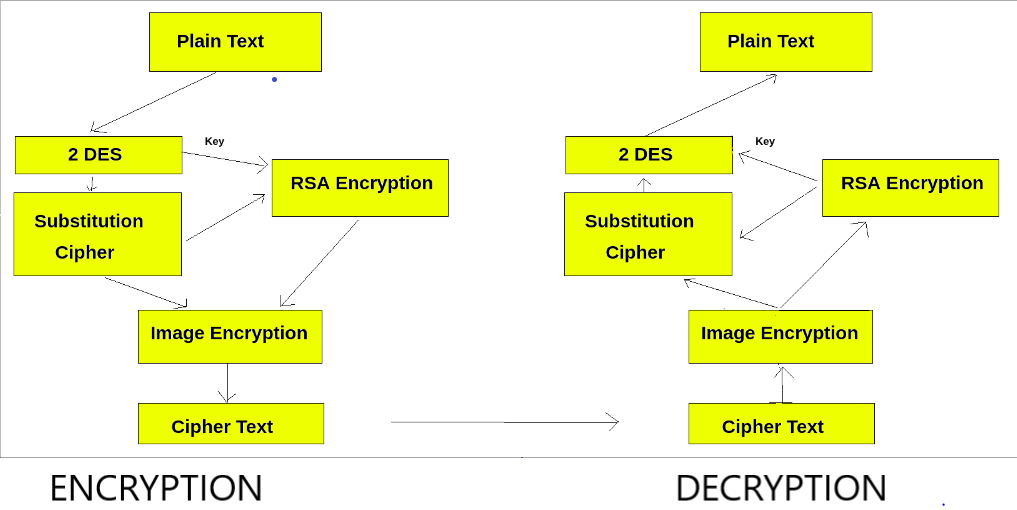 Plain Text
Key
2 DES
RSA Encryption
Substitution
Cipher
Image Encryption
Cipher Text
ENCRYPTION
Plain Text
Key
2 DES
RSA Encryption
Substitution
Cipher
Image Encryption
Cipher Text
DECRYPTION